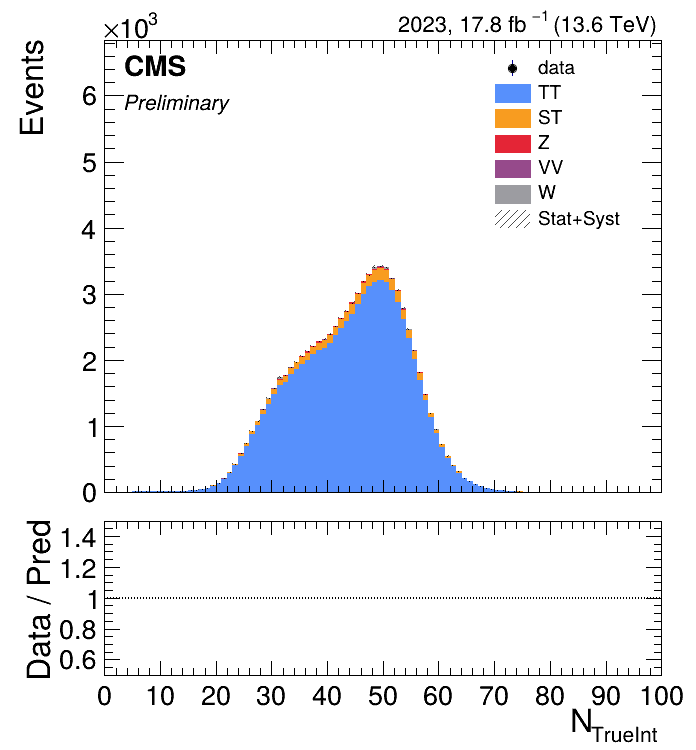 ×10³
2023, 17.8 fb⁻¹ (13.6 TeV)
Events
CMS
Preliminary
data
TT
ST
Z
VV
W
Stat+Syst
6
5
4
3
2
1
0
Data / Pred
1.4
1.2
1
0.8
0.6
0 10 20 30 40 50 60 70 80 90 100
N_TrueInt